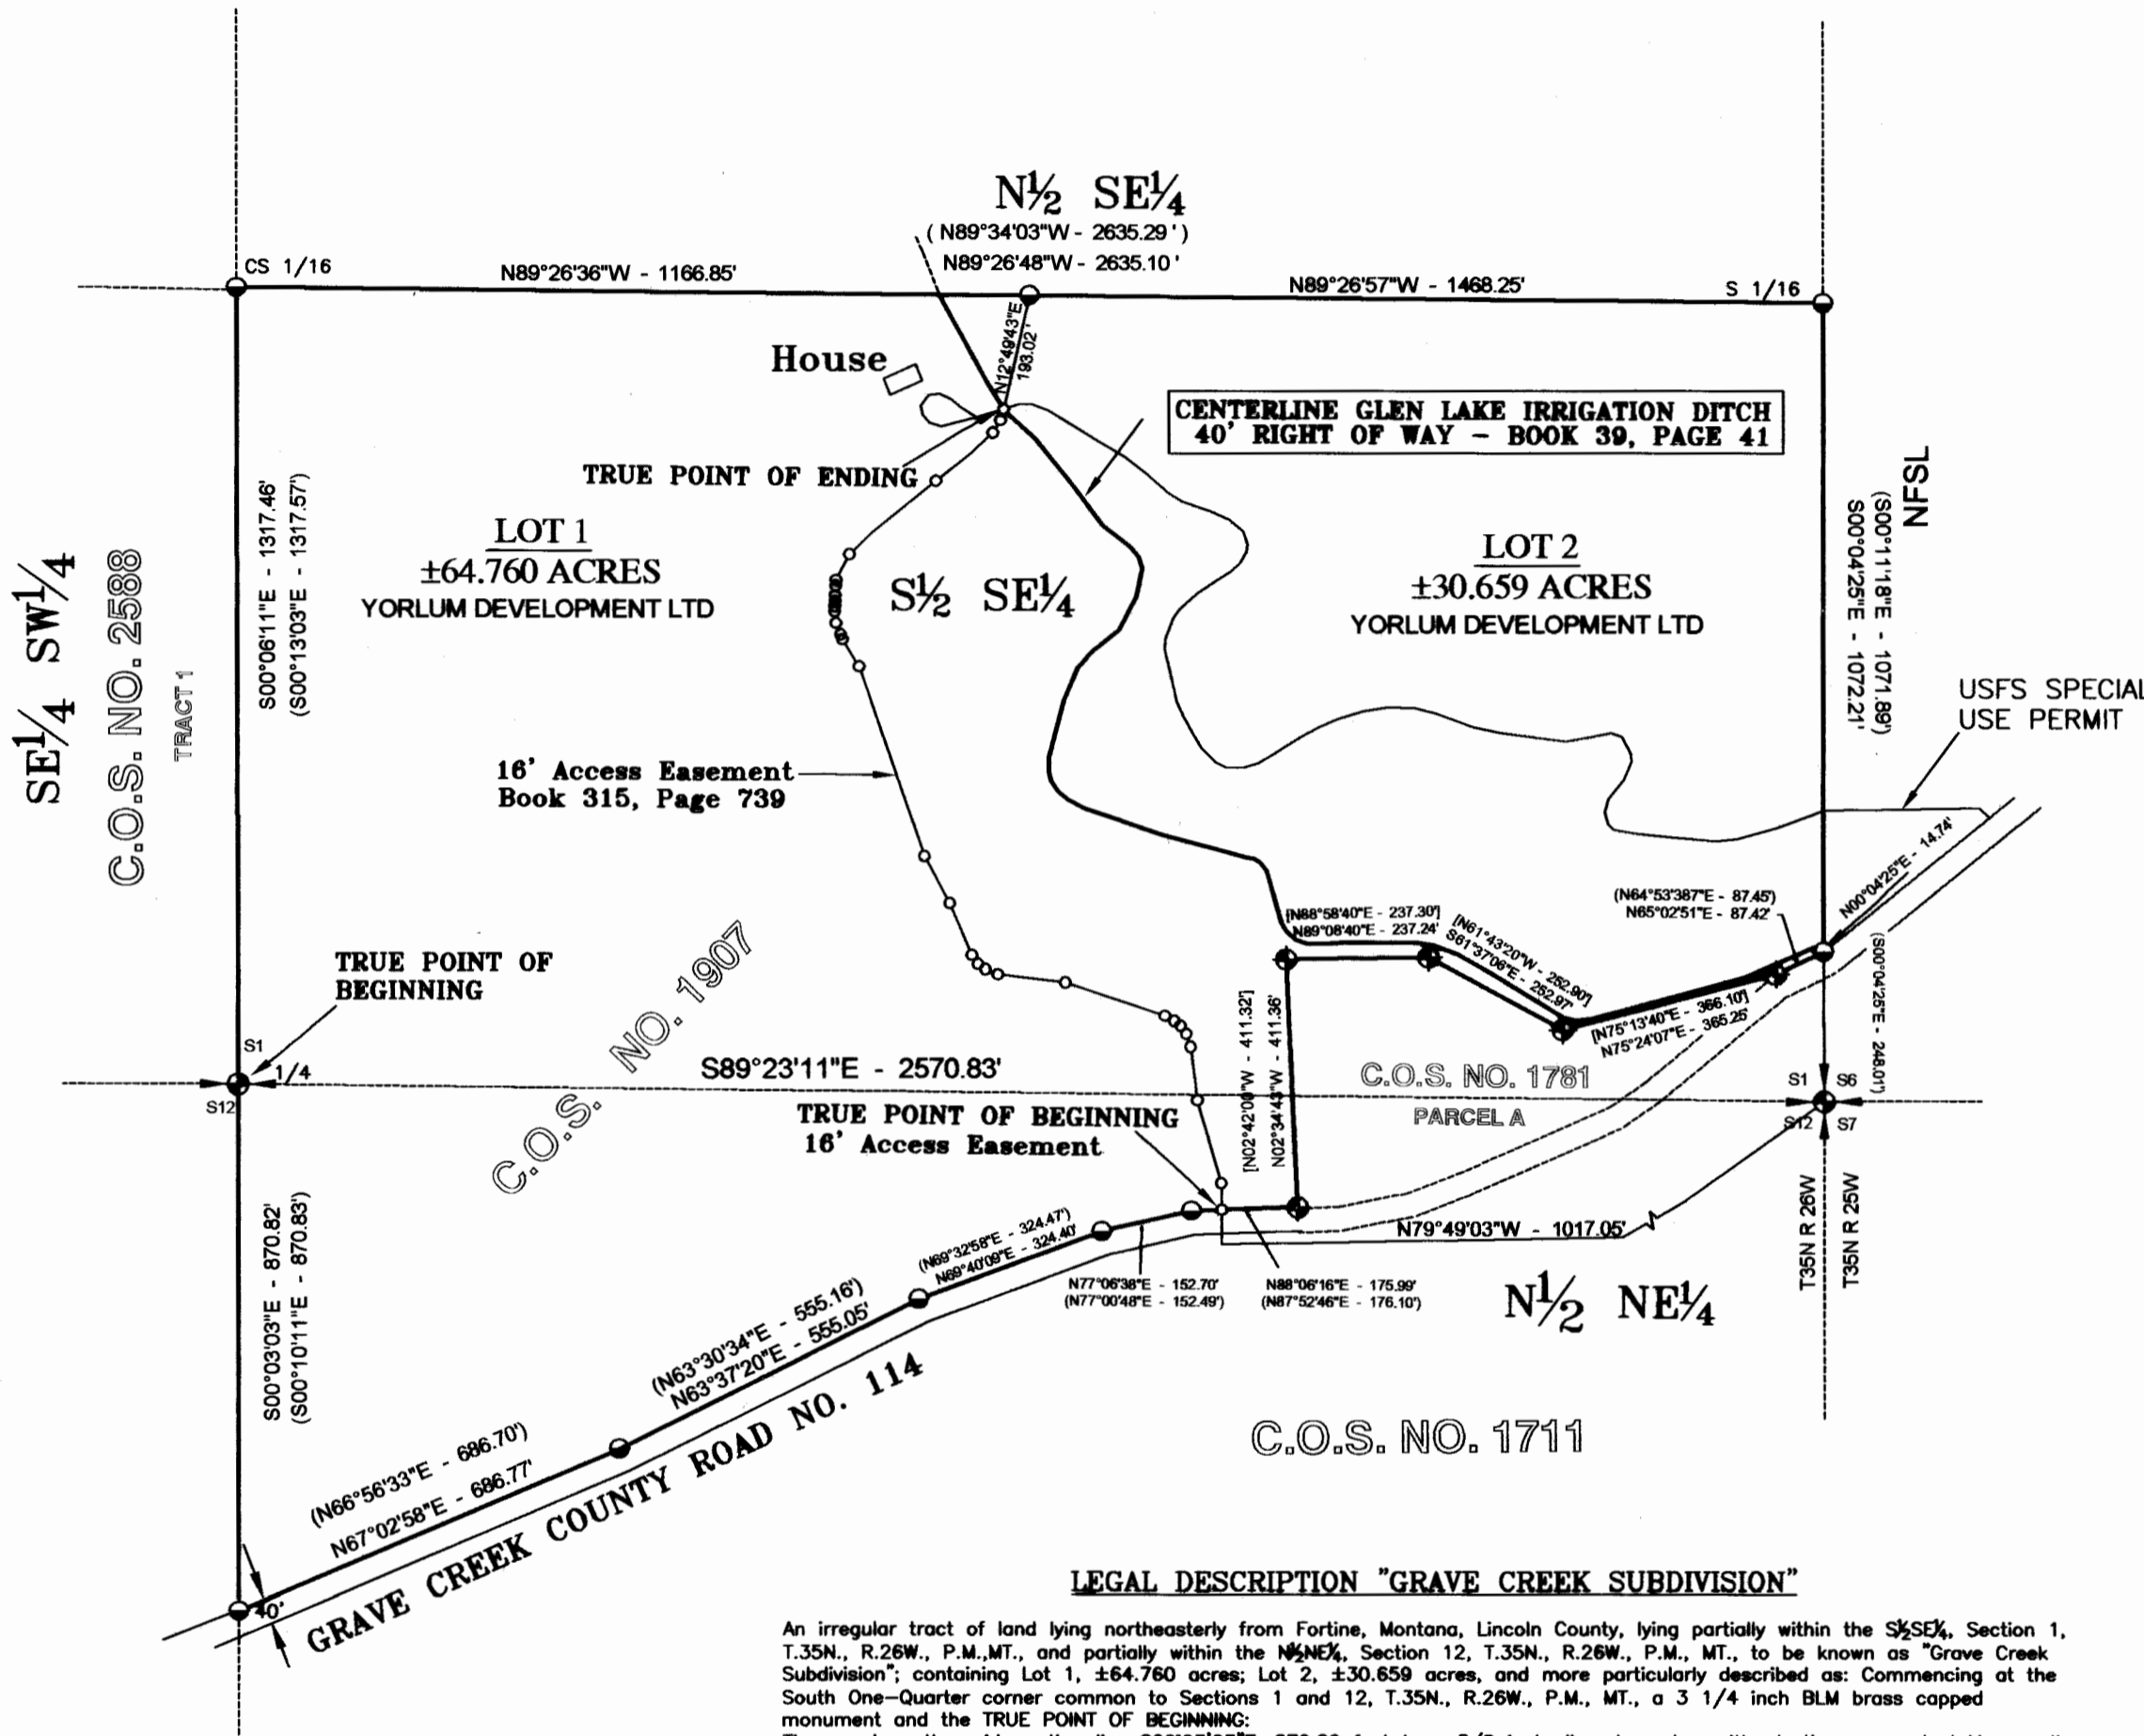 N½ SE¼
( N89°34'03"W - 2635.29 ' )
N89°26'48"W - 2635.10 '
CS 1/16
N89°26'36"W - 1166.85'
N89°26'57"W - 1468.25'
S 1/16
N12°49'43"E
193.02'
House
CENTERLINE GLEN LAKE IRRIGATION DITCH
40' RIGHT OF WAY - BOOK 39, PAGE 41
TRUE POINT OF ENDING
LOT 1
±64.760 ACRES
YORLUM DEVELOPMENT LTD
S½ SE¼
LOT 2
±30.659 ACRES
YORLUM DEVELOPMENT LTD
NFSL
(S00°11'18"E - 1071.89')
S00°04'25"E - 1072.21'
S00°06'11"E - 1317.46'
(S00°13'03"E - 1317.57')
SE¼ SW¼
C.O.S. NO. 2588
TRACT 1
USFS SPECIAL
USE PERMIT
16' Access Easement
Book 315, Page 739
N00°04'25"E - 14.74'
(N64°53'387"E - 87.45')
N65°02'51"E - 87.42'
[N88°58'40"E - 237.30']
N89°08'40"E - 237.24'
[N61°43'20"W - 252.90']
S61°37'06"E - 252.97'
[N75°13'40"E - 366.10']
N75°24'07"E - 365.25'
(S00°04'25"E - 248.01')
TRUE POINT OF
BEGINNING
C.O.S. NO. 1907
S1
1/4
S12
S89°23'11"E - 2570.83'
[N02°42'00"W - 411.32']
N02°34'43"W - 411.36'
C.O.S. NO. 1781
PARCEL A
S1 S6
S12 S7
TRUE POINT OF BEGINNING
16' Access Easement
T35N R 26W
T35N R 25W
N79°49'03"W - 1017.05'
S00°03'03"E - 870.82'
(S00°10'11"E - 870.83')
(N69°32'58"E - 324.47')
N69°40'09"E - 324.40'
N77°06'38"E - 152.70'
(N77°00'48"E - 152.49')
N88°06'16"E - 175.99'
(N87°52'46"E - 176.10')
N½ NE¼
(N63°30'34"E - 555.16')
N63°37'20"E - 555.05'
(N66°56'33"E - 686.70')
N67°02'58"E - 686.77'
40'
GRAVE CREEK COUNTY ROAD NO. 114
C.O.S. NO. 1711
LEGAL DESCRIPTION "GRAVE CREEK SUBDIVISION"
An irregular tract of land lying northeasterly from Fortine, Montana, Lincoln County, lying partially within the S½SE¼, Section 1,
T.35N., R.26W., P.M.,MT., and partially within the N½NE¼, Section 12, T.35N., R.26W., P.M., MT., to be known as "Grave Creek
Subdivision"; containing Lot 1, ±64.760 acres; Lot 2, ±30.659 acres, and more particularly described as: Commencing at the
South One-Quarter corner common to Sections 1 and 12, T.35N., R.26W., P.M., MT., a 3 1/4 inch BLM brass capped
monument and the TRUE POINT OF BEGINNING: